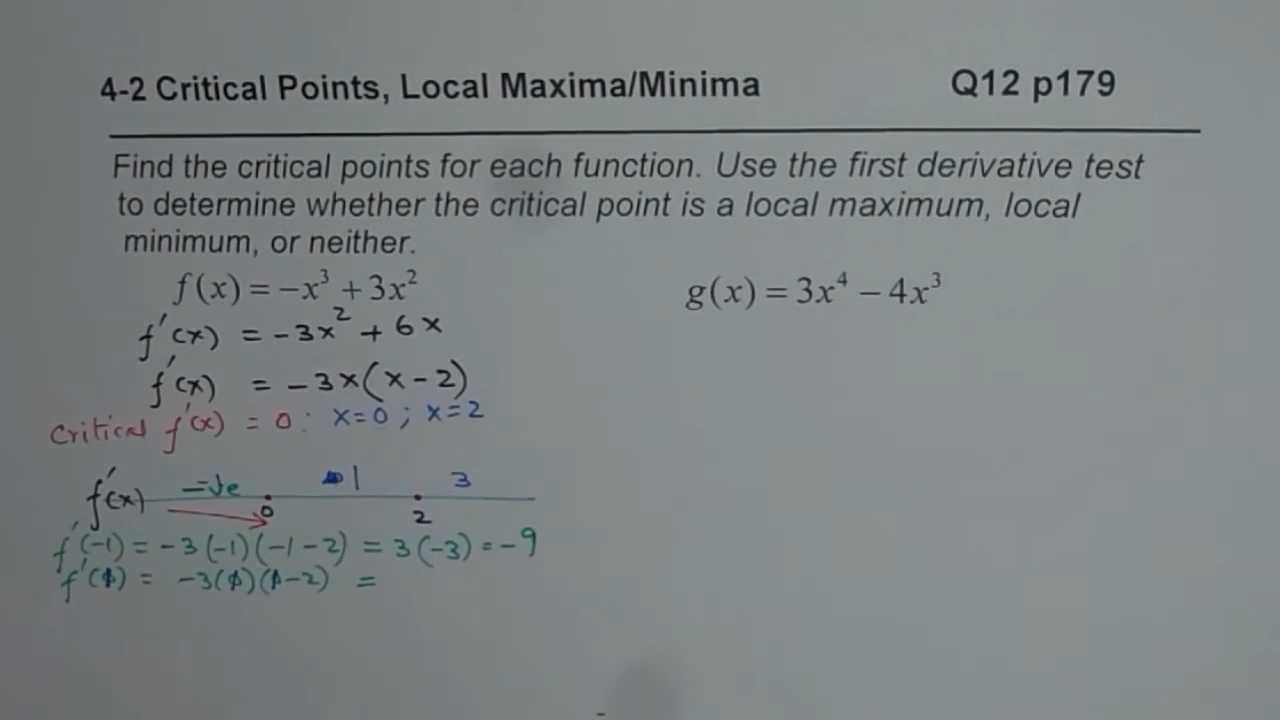 4-2 Critical Points, Local Maxima/Minima Q12 p179
Find the critical points for each function. Use the first derivative test
to determine whether the critical point is a local maximum, local
minimum, or neither.
f(x) = −x³ + 3x² g(x) = 3x⁴ − 4x³
f'(x) = -3x² + 6x
f'(x) = -3x(x-2)
Critical f'(x) = 0: x=0; x=2
-ve 1 3
f'(x) 0 2
f'(-1) = -3(-1)(-1-2) = 3(-3) = -9
f'(1) = -3(1)(1-2) =